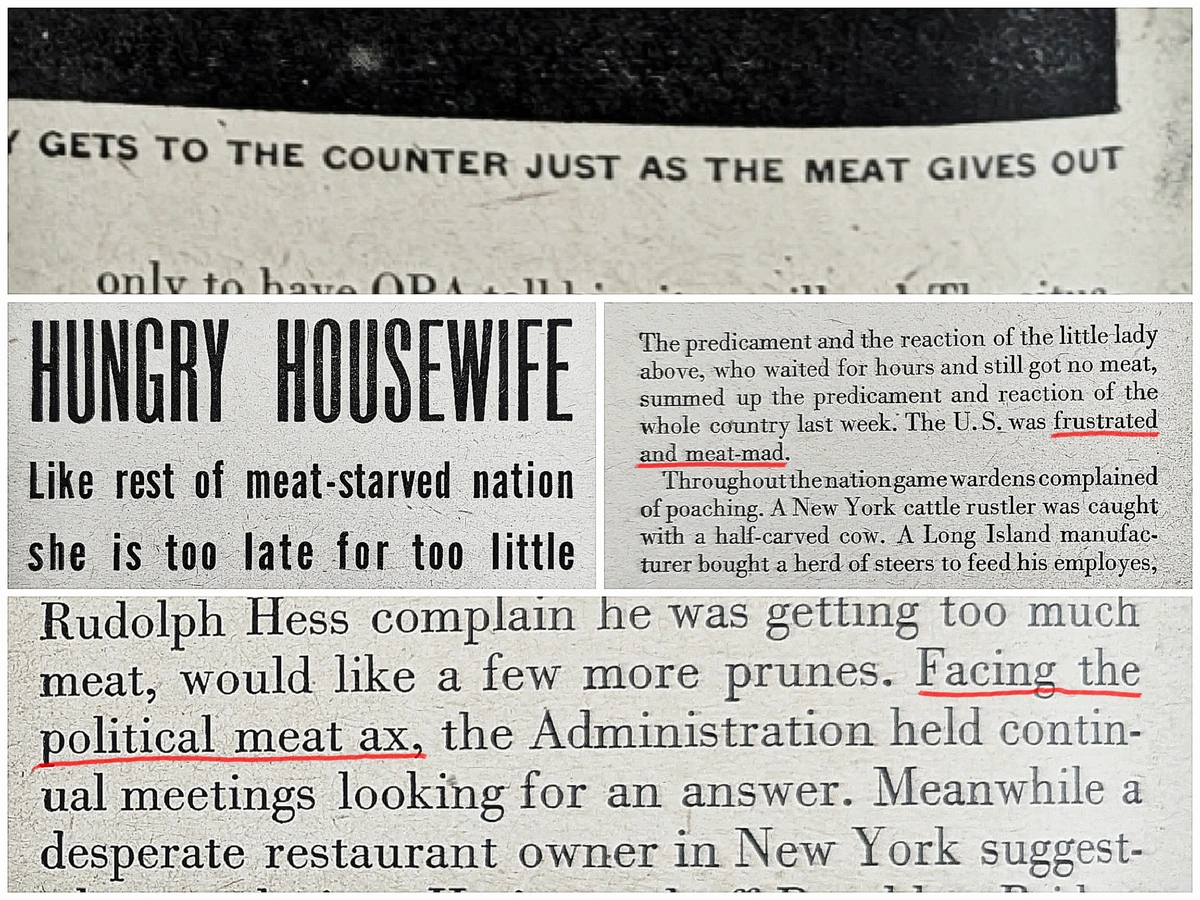 GETS TO THE COUNTER JUST AS THE MEAT GIVES OUT
only to have OPA tell
HUNGRY HOUSEWIFE
Like rest of meat-starved nation
she is too late for too little
The predicament and the reaction of the little lady
above, who waited for hours and still got no meat,
summed up the predicament and reaction of the
whole country last week. The U.S. was frustrated
and meat-mad.
Throughout the nation game wardens complained
of poaching. A New York cattle rustler was caught
with a half-carved cow. A Long Island manufac-
turer bought a herd of steers to feed his employes,
Rudolph Hess complain he was getting too much
meat, would like a few more prunes. Facing the
political meat ax, the Administration held contin-
ual meetings looking for an answer. Meanwhile a
desperate restaurant owner in New York suggest-